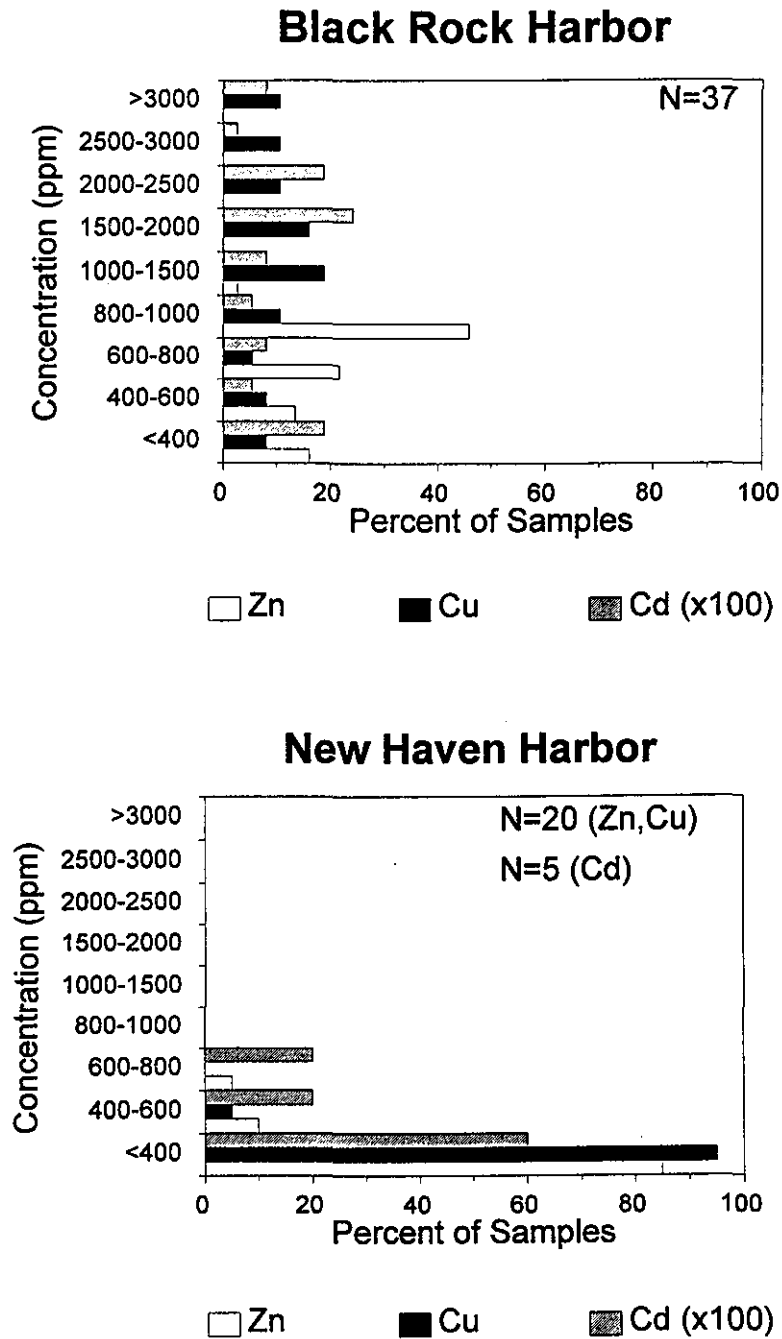 Black Rock Harbor
N=37
Concentration (ppm)
>3000
2500-3000
2000-2500
1500-2000
1000-1500
800-1000
600-800
400-600
<400
0 20 40 60 80 100
Percent of Samples
Zn Cu Cd (x100)
New Haven Harbor
N=20 (Zn,Cu)
N=5 (Cd)
Concentration (ppm)
>3000
2500-3000
2000-2500
1500-2000
1000-1500
800-1000
600-800
400-600
<400
0 20 40 60 80 100
Percent of Samples
Zn Cu Cd (x100)